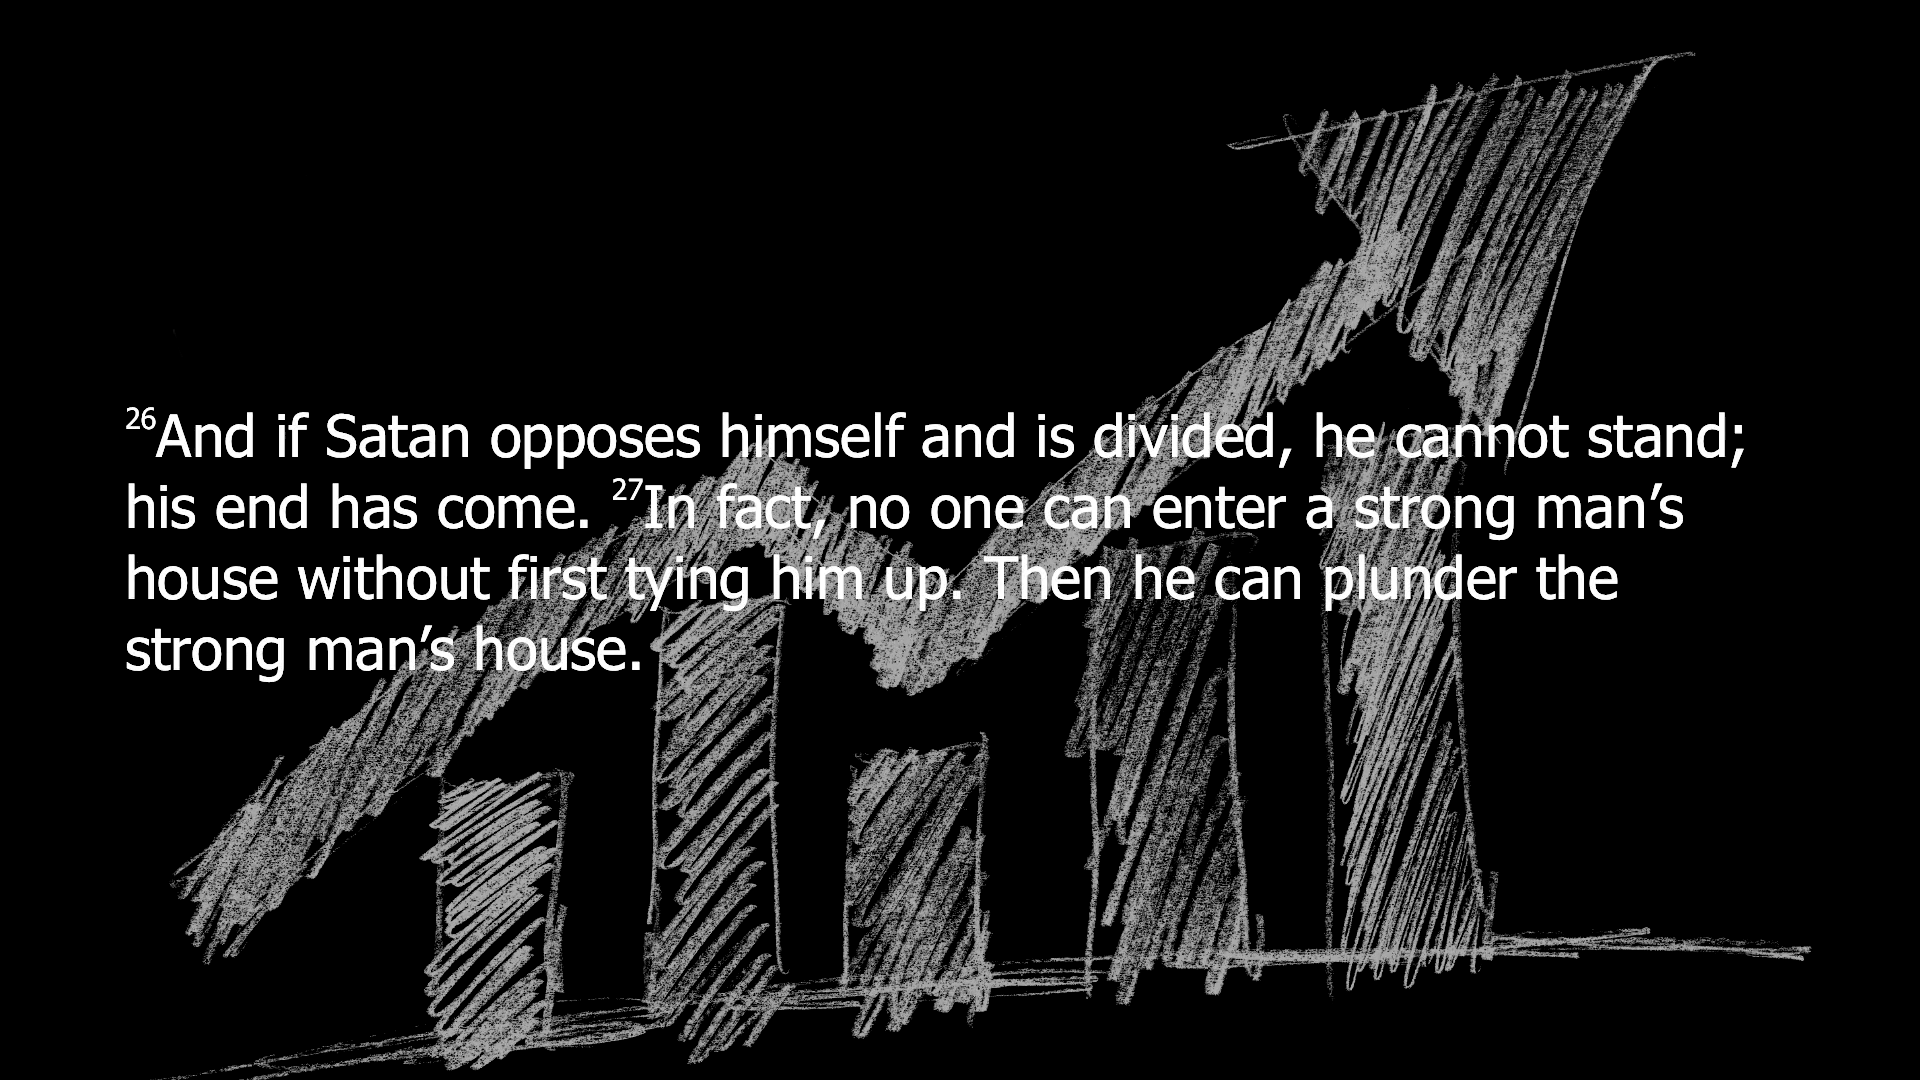 26And if Satan opposes himself and is divided, he cannot stand;
his end has come. 27In fact, no one can enter a strong man’s
house without first tying him up. Then he can plunder the
strong man’s house.